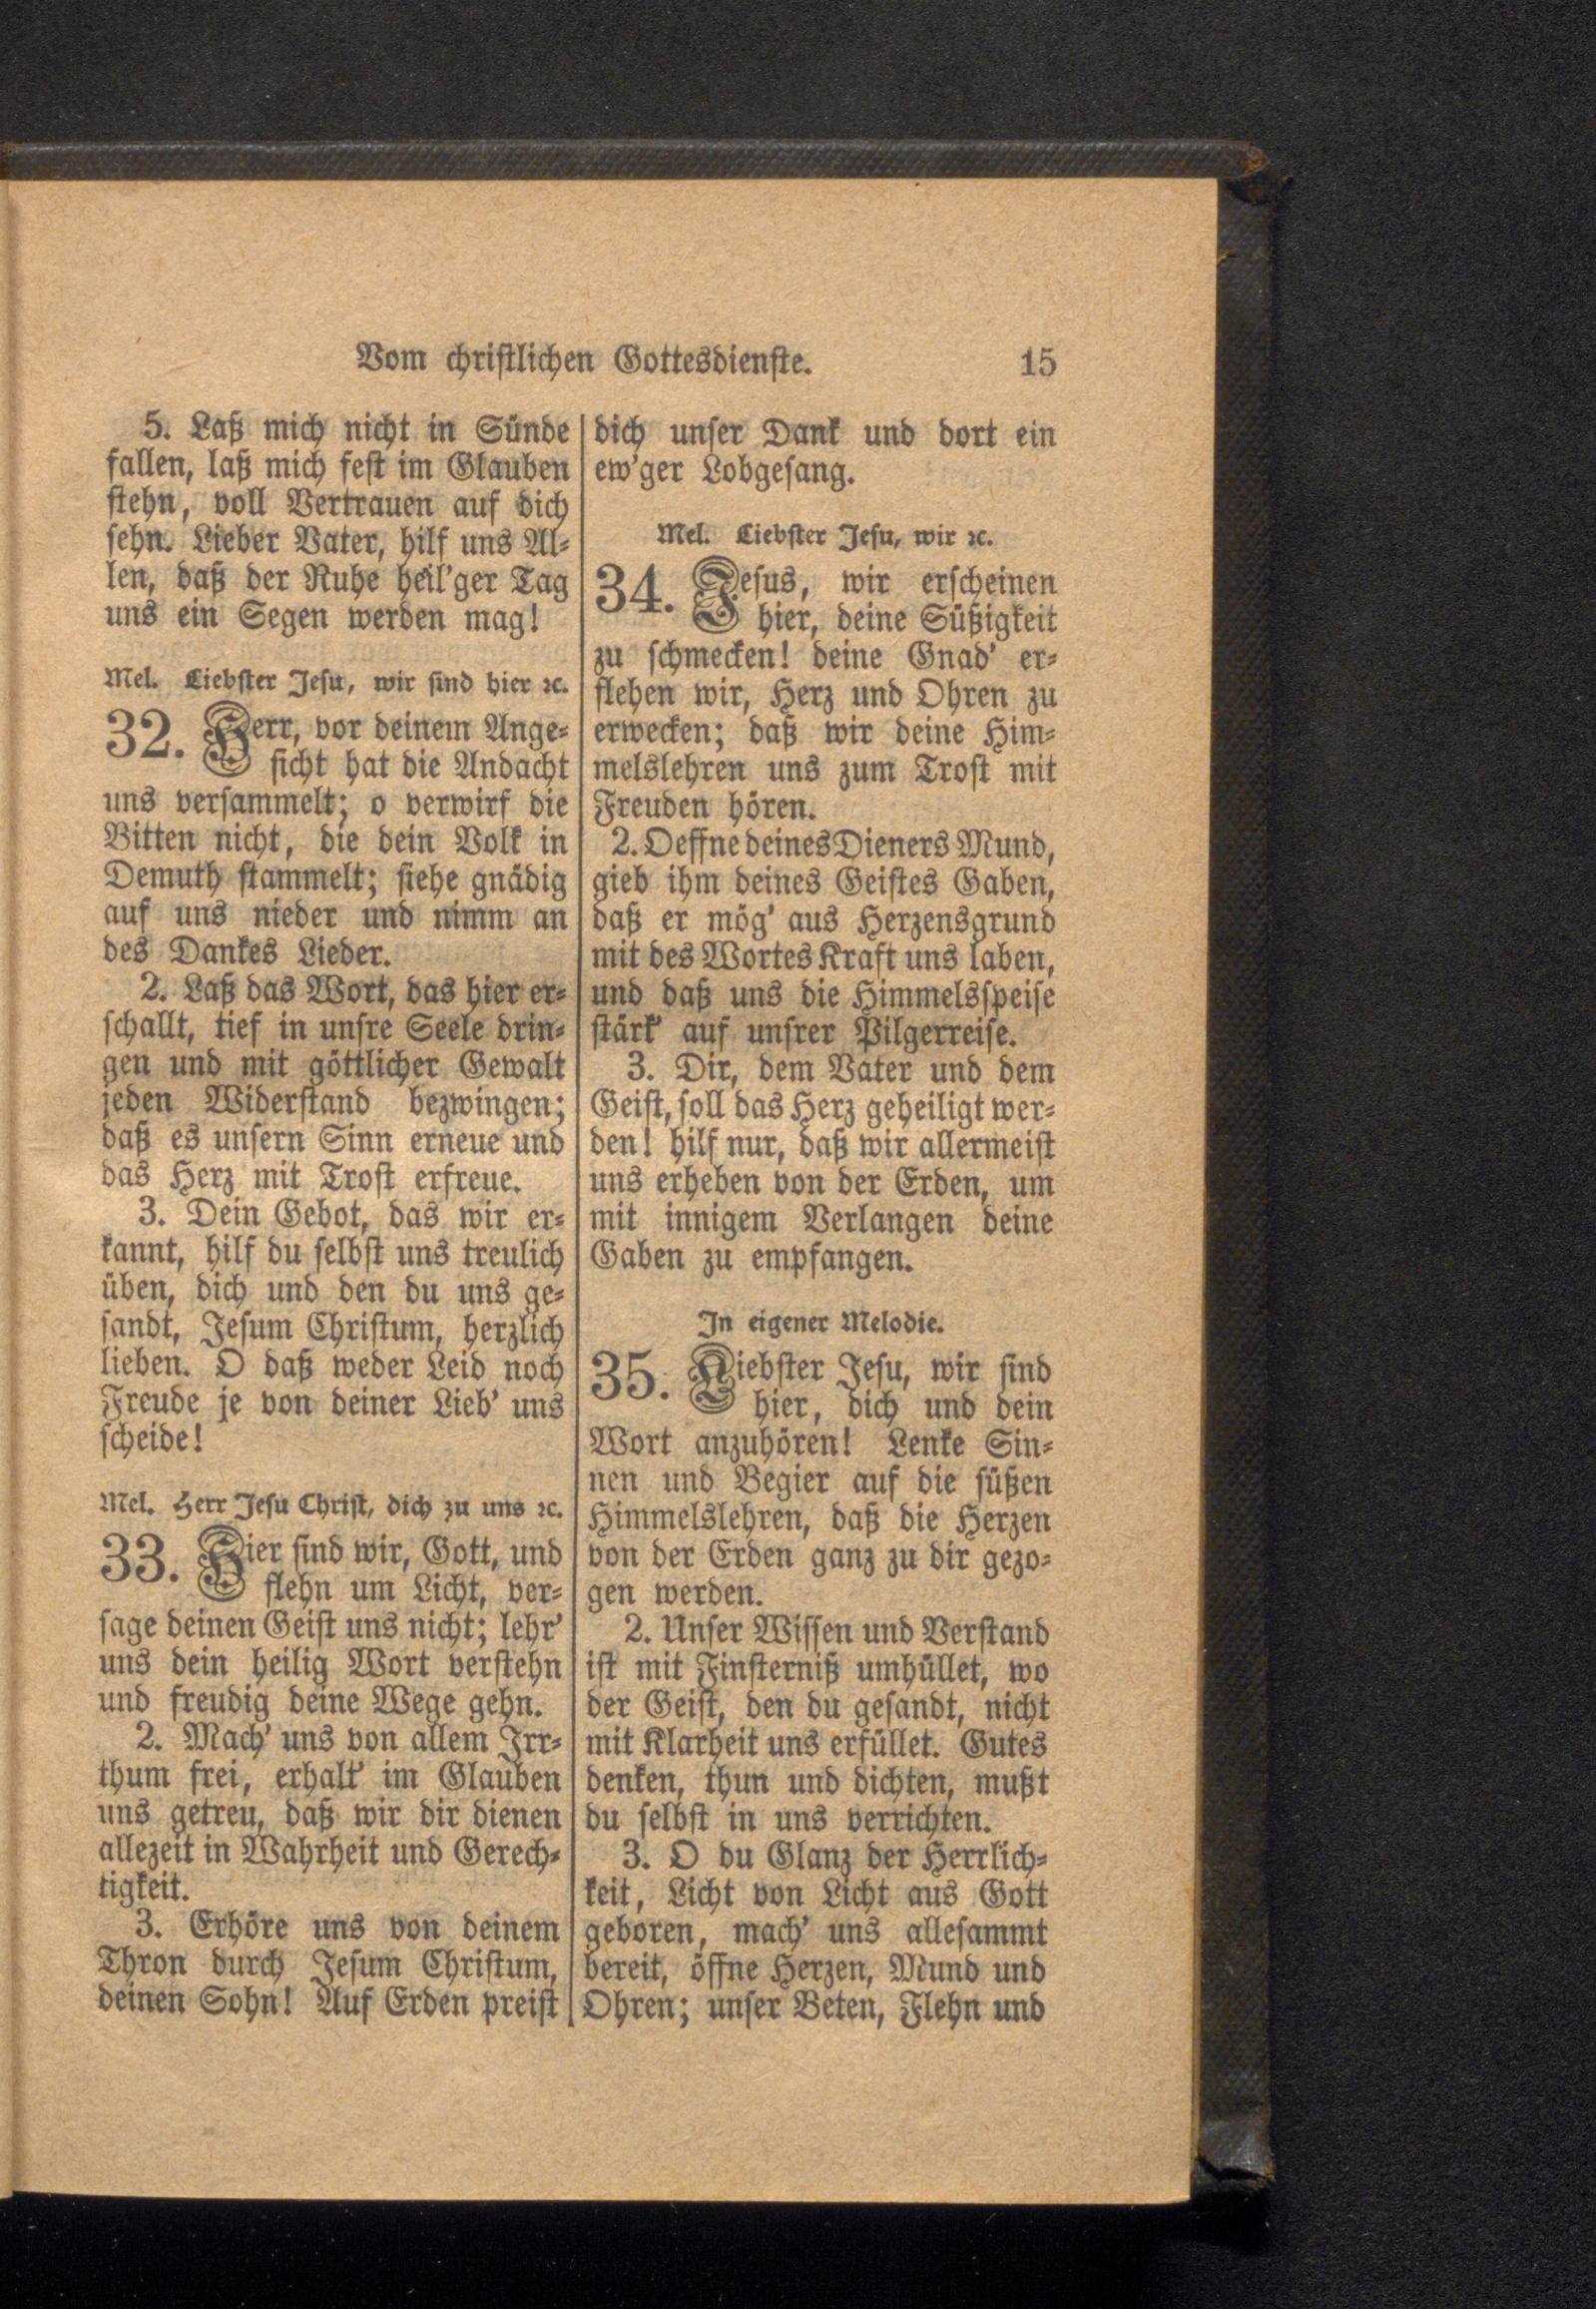 Vom christlichen Gottesdienste. 15
5. Laß mich nicht in Sünde
fallen, laß mich fest im Glauben
stehn, voll Vertrauen auf dich
sehn. Lieber Vater, hilf uns Al-
len, daß der Ruhe heil'ger Tag
uns ein Segen werden mag!
Mel. Liebster Jesu, wir sind hier ꝛc.
32. Herr, vor deinem Ange-
sicht hat die Andacht
uns versammelt; o verwirf die
Bitten nicht, die dein Volk in
Demuth stammelt; siehe gnädig
auf uns nieder und nimm an
des Dankes Lieder.
2. Laß das Wort, das hier er-
schallt, tief in unsre Seele drin-
gen und mit göttlicher Gewalt
jeden Widerstand bezwingen;
daß es unsern Sinn erneue und
das Herz mit Trost erfreue.
3. Dein Gebot, das wir er-
kannt, hilf du selbst uns treulich
üben, dich und den du uns ge-
sandt, Jesum Christum, herzlich
lieben. O daß weder Leid noch
Freude je von deiner Lieb' uns
scheide!
Mel. Herr Jesu Christ, dich zu uns ꝛc.
33. Hier sind wir, Gott, und
flehn um Licht, ver-
sage deinen Geist uns nicht; lehr'
uns dein heilig Wort verstehn
und freudig deine Wege gehn.
2. Mach' uns von allem Irr-
thum frei, erhalt' im Glauben
uns getreu, daß wir dir dienen
allezeit in Wahrheit und Gerech-
tigkeit.
3. Erhöre uns von deinem
Thron durch Jesum Christum,
deinen Sohn! Auf Erden preist
dich unser Dank und dort ein
ew'ger Lobgesang.
Mel. Liebster Jesu, wir ꝛc.
34. Jesus, wir erscheinen
hier, deine Süßigkeit
zu schmecken! deine Gnad' er-
flehen wir, Herz und Ohren zu
erwecken; daß wir deine Him-
melslehren uns zum Trost mit
Freuden hören.
2. Oeffne deines Dieners Mund,
gieb ihm deines Geistes Gaben,
daß er mög' aus Herzensgrund
mit des Wortes Kraft uns laben,
und daß uns die Himmelsspeise
stärk' auf unsrer Pilgerreise.
3. Dir, dem Vater und dem
Geist, soll das Herz geheiligt wer-
den! hilf nur, daß wir allermeist
uns erheben von der Erden, um
mit innigem Verlangen deine
Gaben zu empfangen.
In eigener Melodie.
35. Liebster Jesu, wir sind
hier, dich und dein
Wort anzuhören! Lenke Sin-
nen und Begier auf die süßen
Himmelslehren, daß die Herzen
von der Erden ganz zu dir gezo-
gen werden.
2. Unser Wissen und Verstand
ist mit Finsterniß umhüllet, wo
der Geist, den du gesandt, nicht
mit Klarheit uns erfüllet. Gutes
denken, thun und dichten, mußt
du selbst in uns verrichten.
3. O du Glanz der Herrlich-
keit, Licht von Licht aus Gott
geboren, mach' uns allesammt
bereit, öffne Herzen, Mund und
Ohren; unser Beten, Flehn und